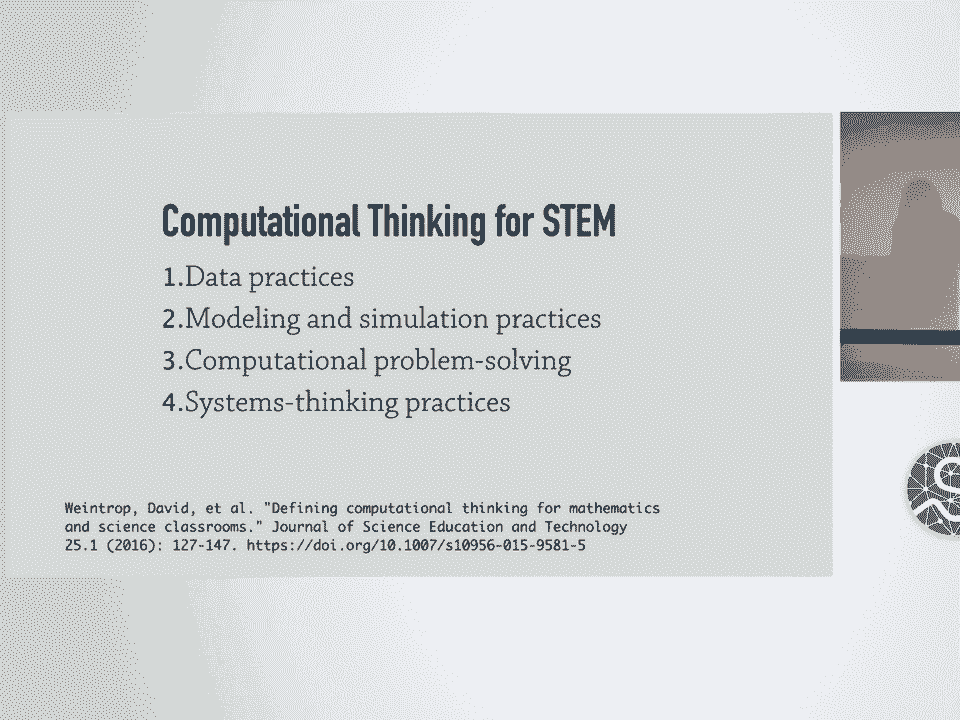 Computational Thinking for STEM
1.Data practices
2.Modeling and simulation practices
3.Computational problem-solving
4.Systems-thinking practices
Weintrop, David, et al. "Defining computational thinking for mathematics
and science classrooms." Journal of Science Education and Technology
25.1 (2016): 127-147. https://doi.org/10.1007/s10956-015-9581-5